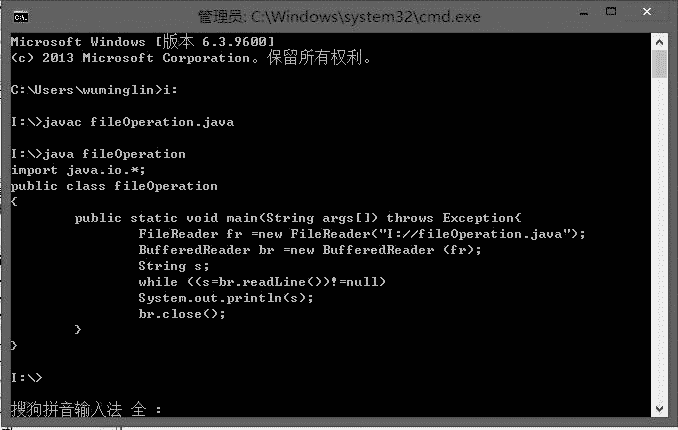 管理员: C:\Windows\system32\cmd.exe
Microsoft Windows [版本 6.3.9600]
(c) 2013 Microsoft Corporation。保留所有权利。
C:\Users\wuminglin>i:
I:\>javac fileOperation.java
I:\>java fileOperation
import java.io.*;
public class fileOperation
{
        public static void main(String args[]) throws Exception{
                FileReader fr =new FileReader("I://fileOperation.java");
                BufferedReader br =new BufferedReader (fr);
                String s;
                while ((s=br.readLine())!=null)
                System.out.println(s);
                br.close();
        }
}
I:\>
搜狗拼音输入法 全 :